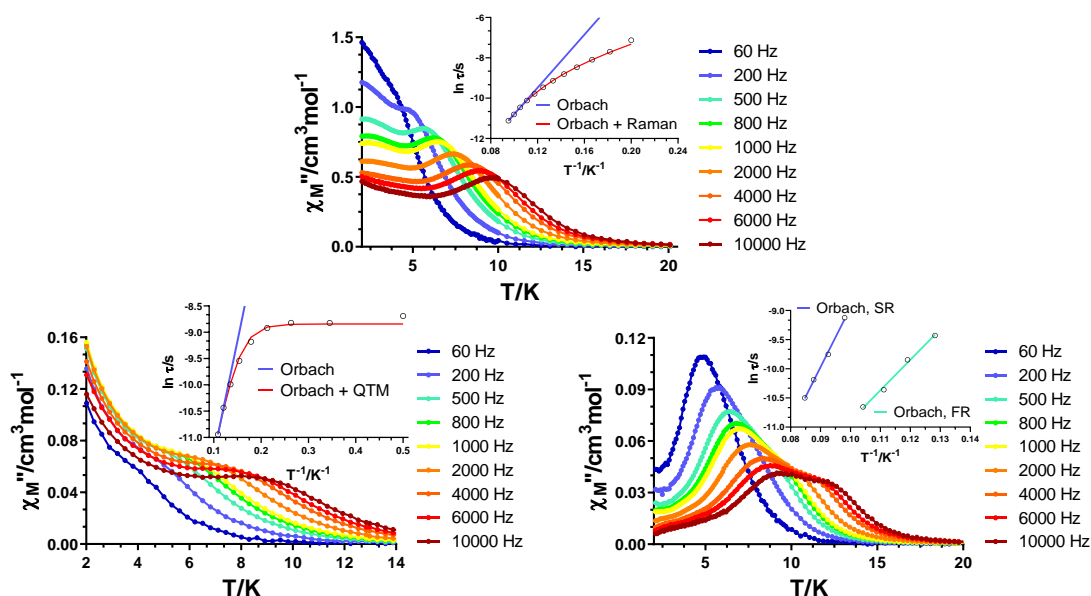 χM''/cm³mol⁻¹
1.5
1.0
0.5
0.0
5
10
15
20
T/K
ln τ/s
-6
-8
-10
-12
0.08
0.12
0.16
0.20
0.24
T⁻¹/K⁻¹
Orbach
Orbach + Raman
60 Hz
200 Hz
500 Hz
800 Hz
1000 Hz
2000 Hz
4000 Hz
6000 Hz
10000 Hz
χM''/cm³mol⁻¹
0.16
0.12
0.08
0.04
0.00
2
4
6
8
10
12
14
T/K
ln τ/s
-8.5
-9.0
-9.5
-10.0
-10.5
-11.0
0.1
0.2
0.3
0.4
0.5
T⁻¹/K⁻¹
Orbach
Orbach + QTM
60 Hz
200 Hz
500 Hz
800 Hz
1000 Hz
2000 Hz
4000 Hz
6000 Hz
10000 Hz
χM''/cm³mol⁻¹
0.12
0.09
0.06
0.03
0.00
5
10
15
20
T/K
ln τ/s
-9.0
-9.5
-10.0
-10.5
-11.0
0.08
0.09
0.10
0.11
0.12
0.13
0.14
T⁻¹/K⁻¹
Orbach, SR
Orbach, FR
60 Hz
200 Hz
500 Hz
800 Hz
1000 Hz
2000 Hz
4000 Hz
6000 Hz
10000 Hz